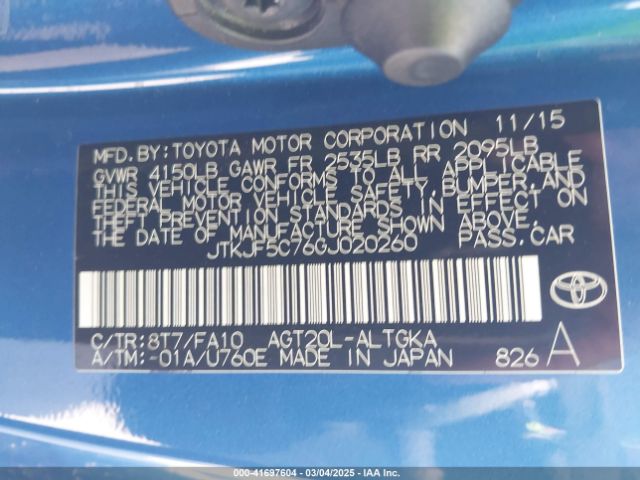 MFD. BY: TOYOTA MOTOR CORPORATION 11/15
GVWR 4150LB GAWR FR 2535LB RR 2095LB
THIS VEHICLE CONFORMS TO ALL APPLICABLE
FEDERAL MOTOR VEHICLE SAFETY, BUMPER, AND
THEFT PREVENTION STANDARDS IN EFFECT ON
THE DATE OF MANUFACTURE SHOWN ABOVE.
JTKJF5C76GJ020260 PASS. CAR
C/TR: 8T7/FA10 AGT20L-ALTGKA
A/TM: -01A/U760E MADE IN JAPAN 826 A
000-41697604 | 03/04/2025 - IAA Inc.